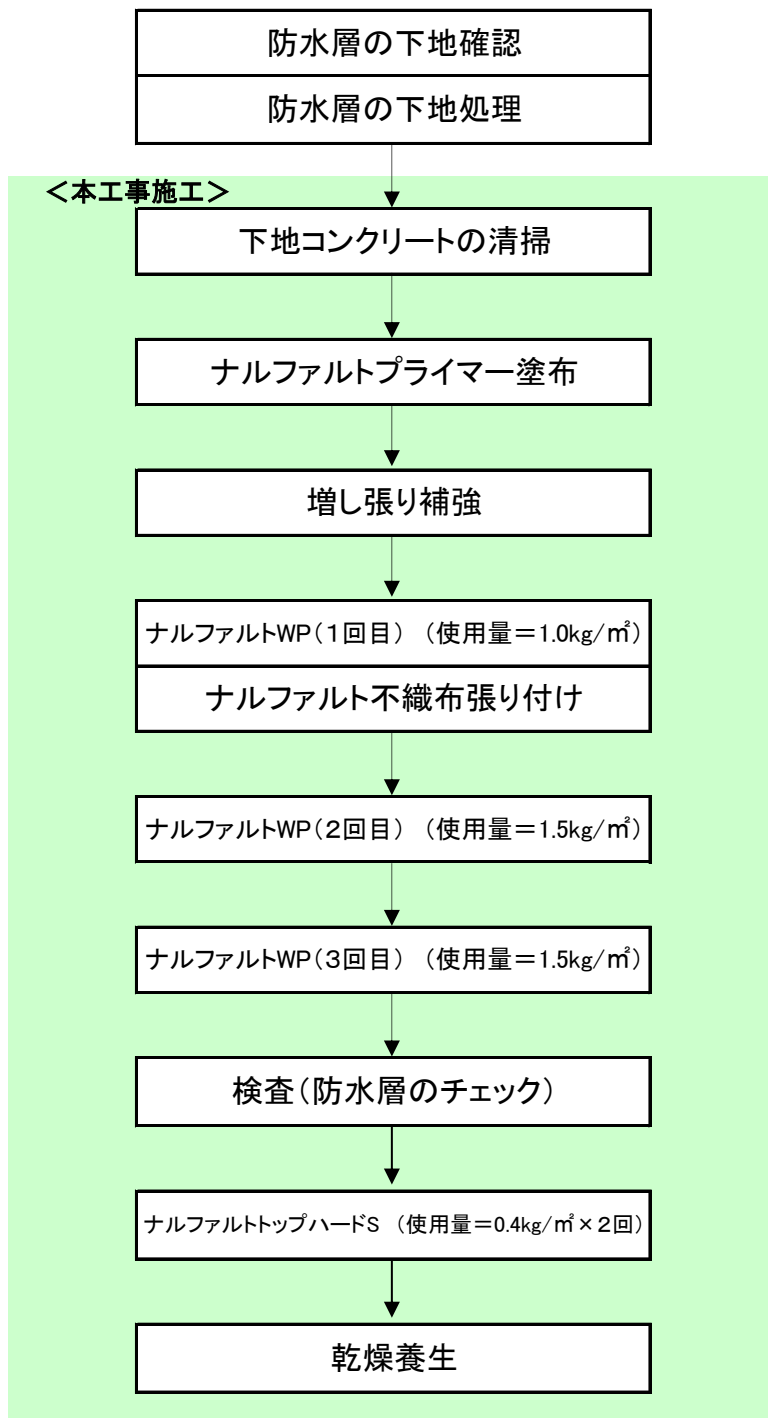 防水層の下地確認
防水層の下地処理
＜本工事施工＞
下地コンクリートの清掃
ナルファルトプライマー塗布
増し張り補強
ナルファルトWP（１回目）　（使用量＝1.0kg/㎡）
ナルファルト不織布張り付け
ナルファルトWP（２回目）　（使用量＝1.5kg/㎡）
ナルファルトWP（３回目）　（使用量＝1.5kg/㎡）
検査（防水層のチェック）
ナルファルトトップハードS　（使用量＝0.4kg/㎡×２回）
乾燥養生